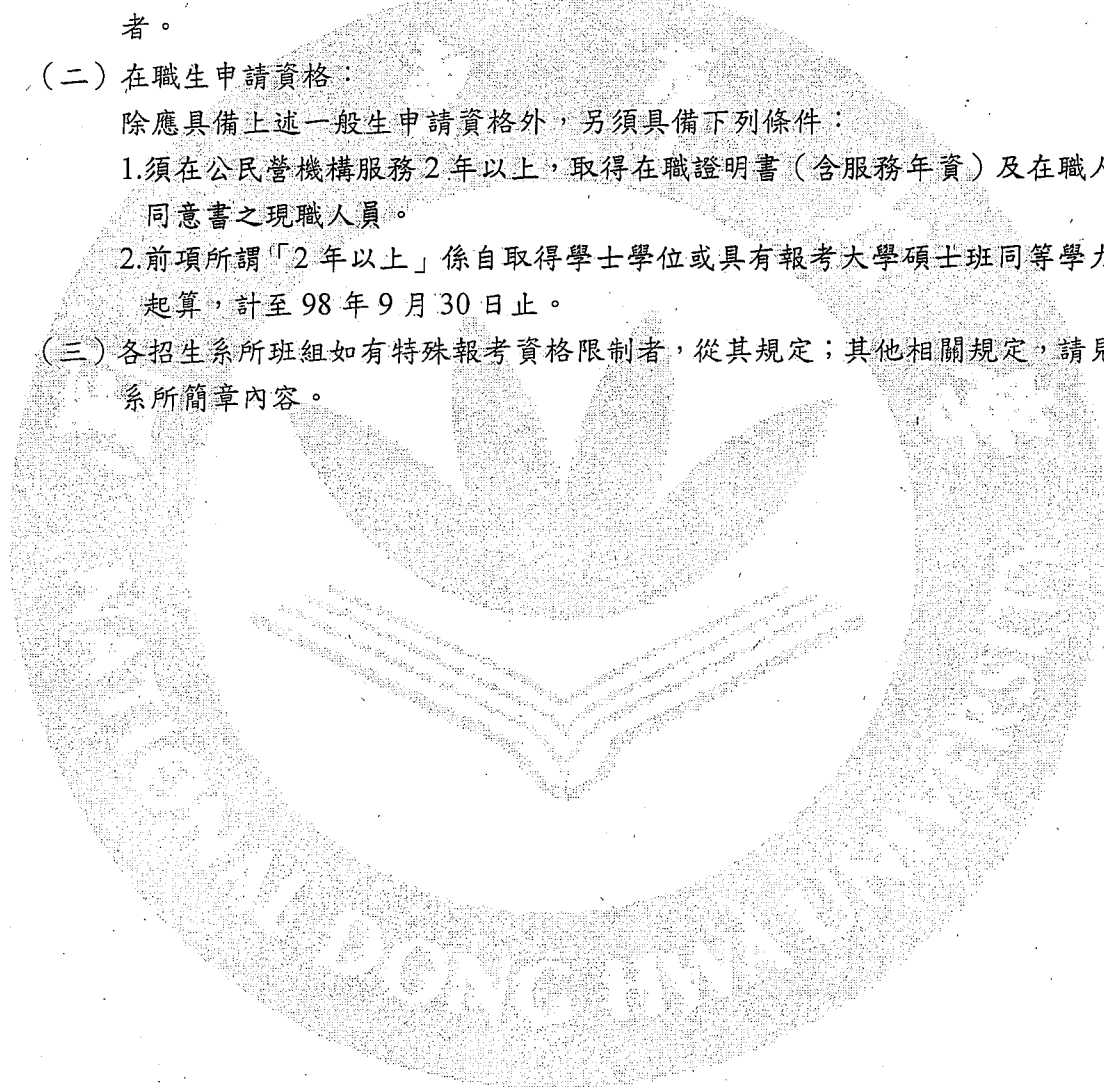 者。
（二）在職生申請資格：
除應具備上述一般生申請資格外，另須具備下列條件：
1.須在公民營機構服務2年以上，取得在職證明書（含服務年資）及在職人
同意書之現職人員。
2.前項所謂「2年以上」係自取得學士學位或具有報考大學碩士班同等學力
起算，計至98年9月30日止。
（三）各招生系所班組如有特殊報考資格限制者，從其規定；其他相關規定，請見
系所簡章內容。
NATIONAL DONG HWA UNIVERSITY